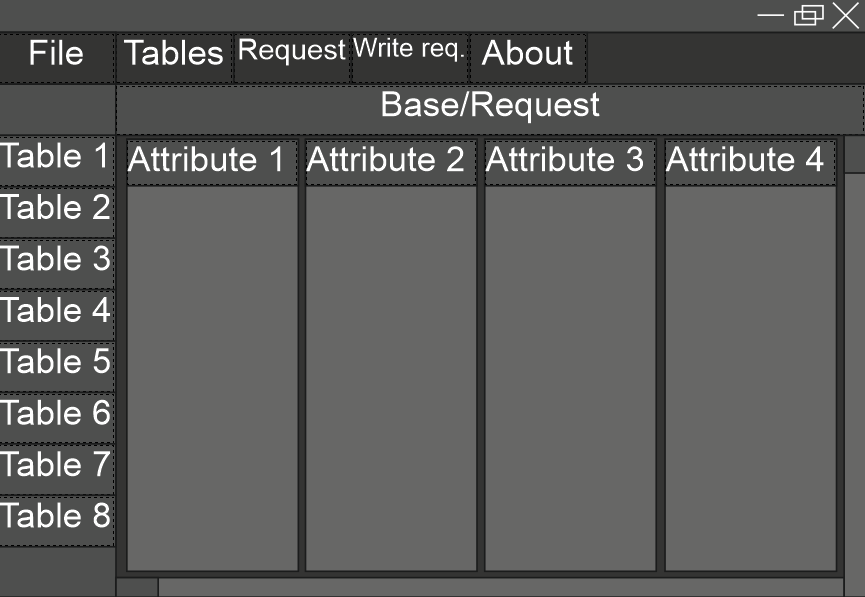 File Tables Request Write req. About
Base/Request
Table 1
Table 2
Table 3
Table 4
Table 5
Table 6
Table 7
Table 8
Attribute 1 Attribute 2 Attribute 3 Attribute 4